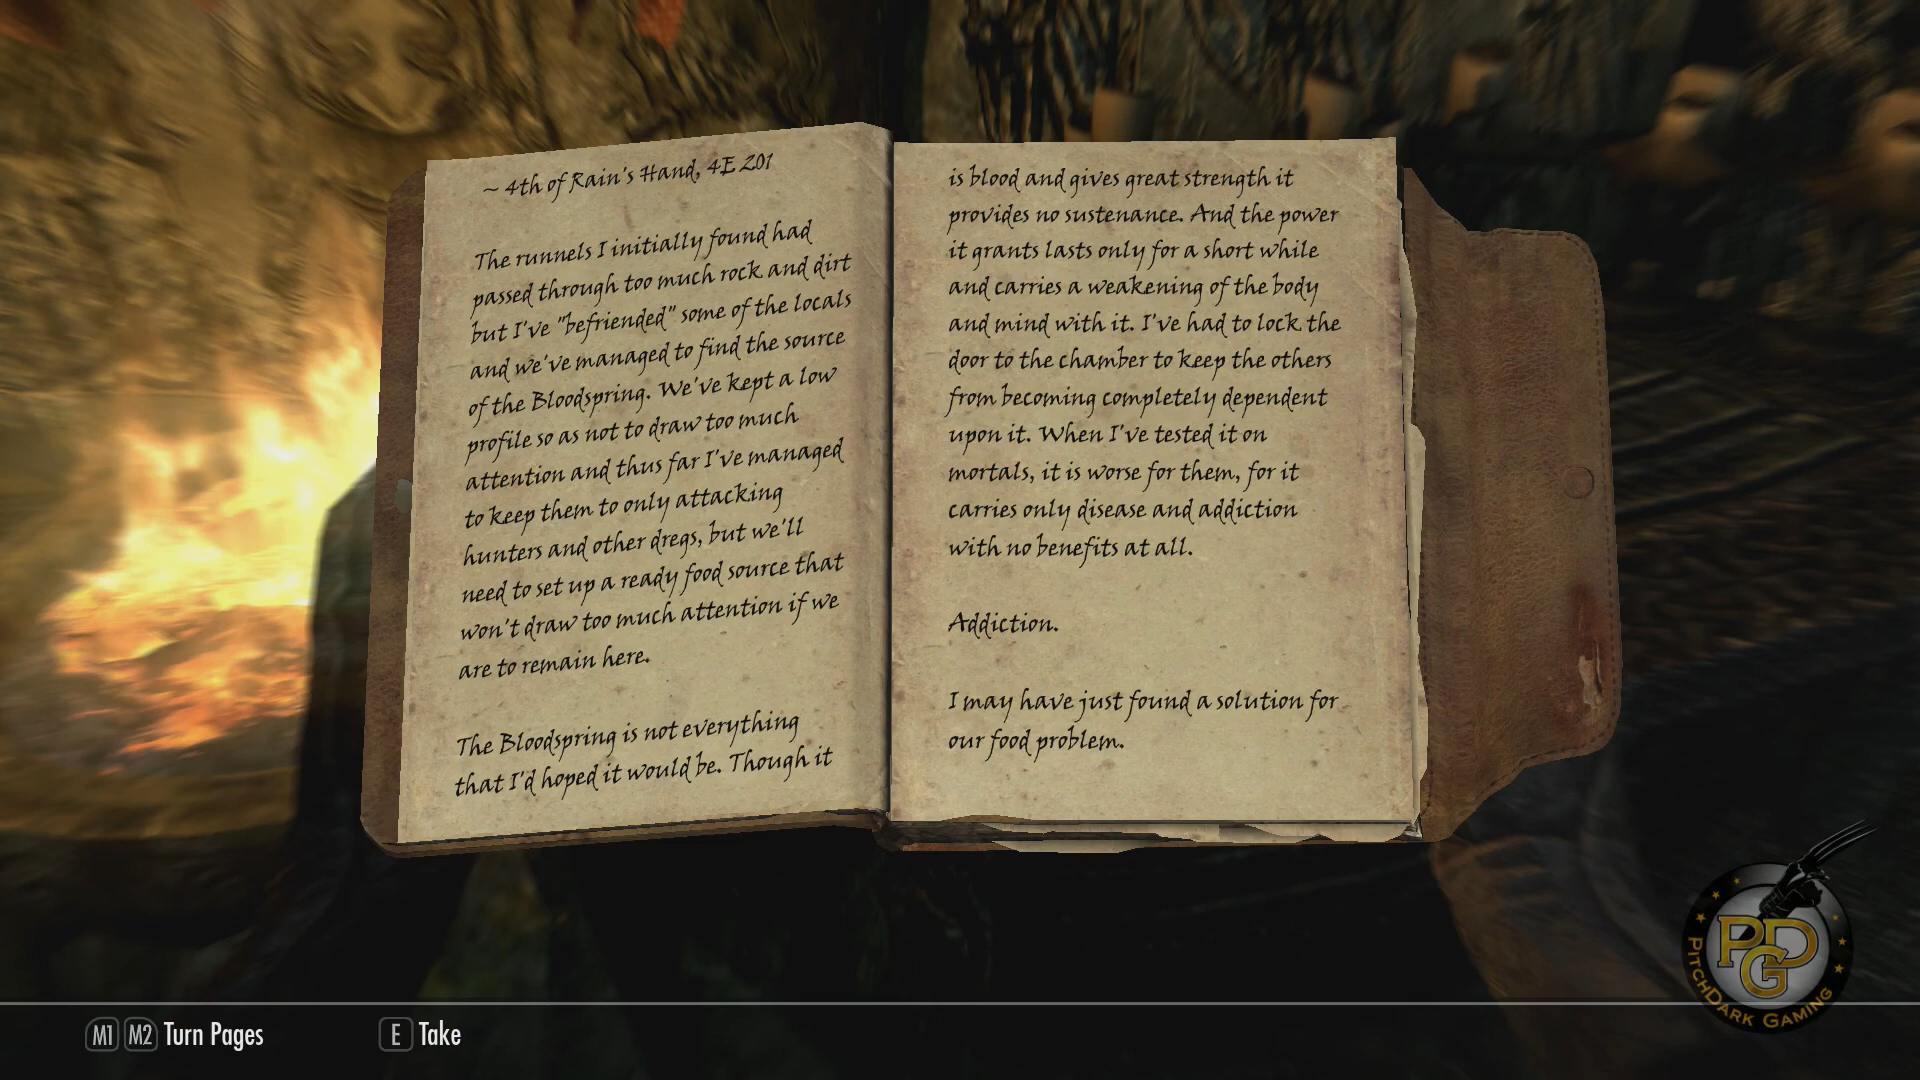 ~ 4th of Rain's Hand, 4E 201
The runnels I initially found had
passed through too much rock and dirt
but I've "befriended" some of the locals
and we've managed to find the source
of the Bloodspring. We've kept a low
profile so as not to draw too much
attention and thus far I've managed
to keep them to only attacking
hunters and other dregs, but we'll
need to set up a ready food source that
won't draw too much attention if we
are to remain here.
The Bloodspring is not everything
that I'd hoped it would be. Though it
is blood and gives great strength it
provides no sustenance. And the power
it grants lasts only for a short while
and carries a weakening of the body
and mind with it. I've had to lock the
door to the chamber to keep the others
from becoming completely dependent
upon it. When I've tested it on
mortals, it is worse for them, for it
carries only disease and addiction
with no benefits at all.
Addiction.
I may have just found a solution for
our food problem.
PDG
PITCHDARK GAMING
M1 M2 Turn Pages
E Take